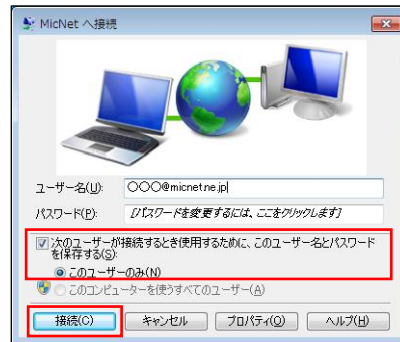 MicNet へ接続
ユーザー名(U): 〇〇〇@micnet.ne.jp
パスワード(P): [パスワードを変更するには、ここをクリックします]
次のユーザーが接続するとき使用するために、このユーザー名とパスワード
を保存する(S):
このユーザーのみ(N)
このコンピューターを使うすべてのユーザー(A)
接続(C) キャンセル プロパティ(O) ヘルプ(H)